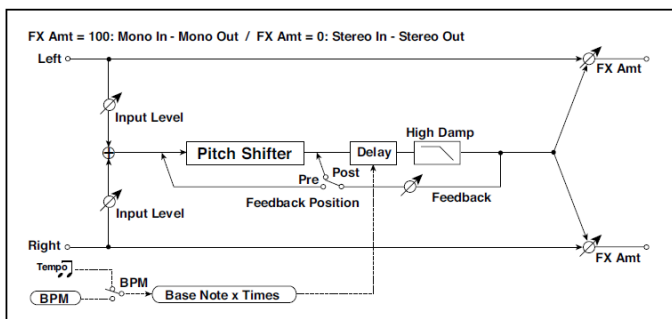 FX Amt = 100: Mono In - Mono Out / FX Amt = 0: Stereo In - Stereo Out
Left
FX Amt
Input Level
High Damp
Pitch Shifter
Delay
Post
Pre
Feedback Position
Feedback
Input Level
Right
FX Amt
Tempo
BPM
BPM
Base Note x Times